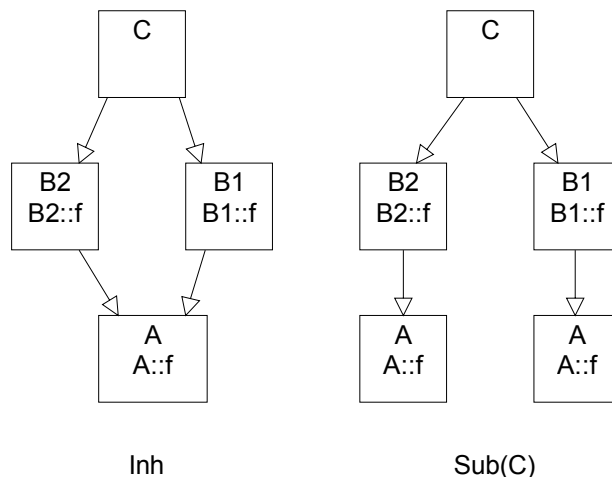 C
B2
B2::f
B1
B1::f
A
A::f
Inh
C
B2
B2::f
B1
B1::f
A
A::f
A
A::f
Sub(C)